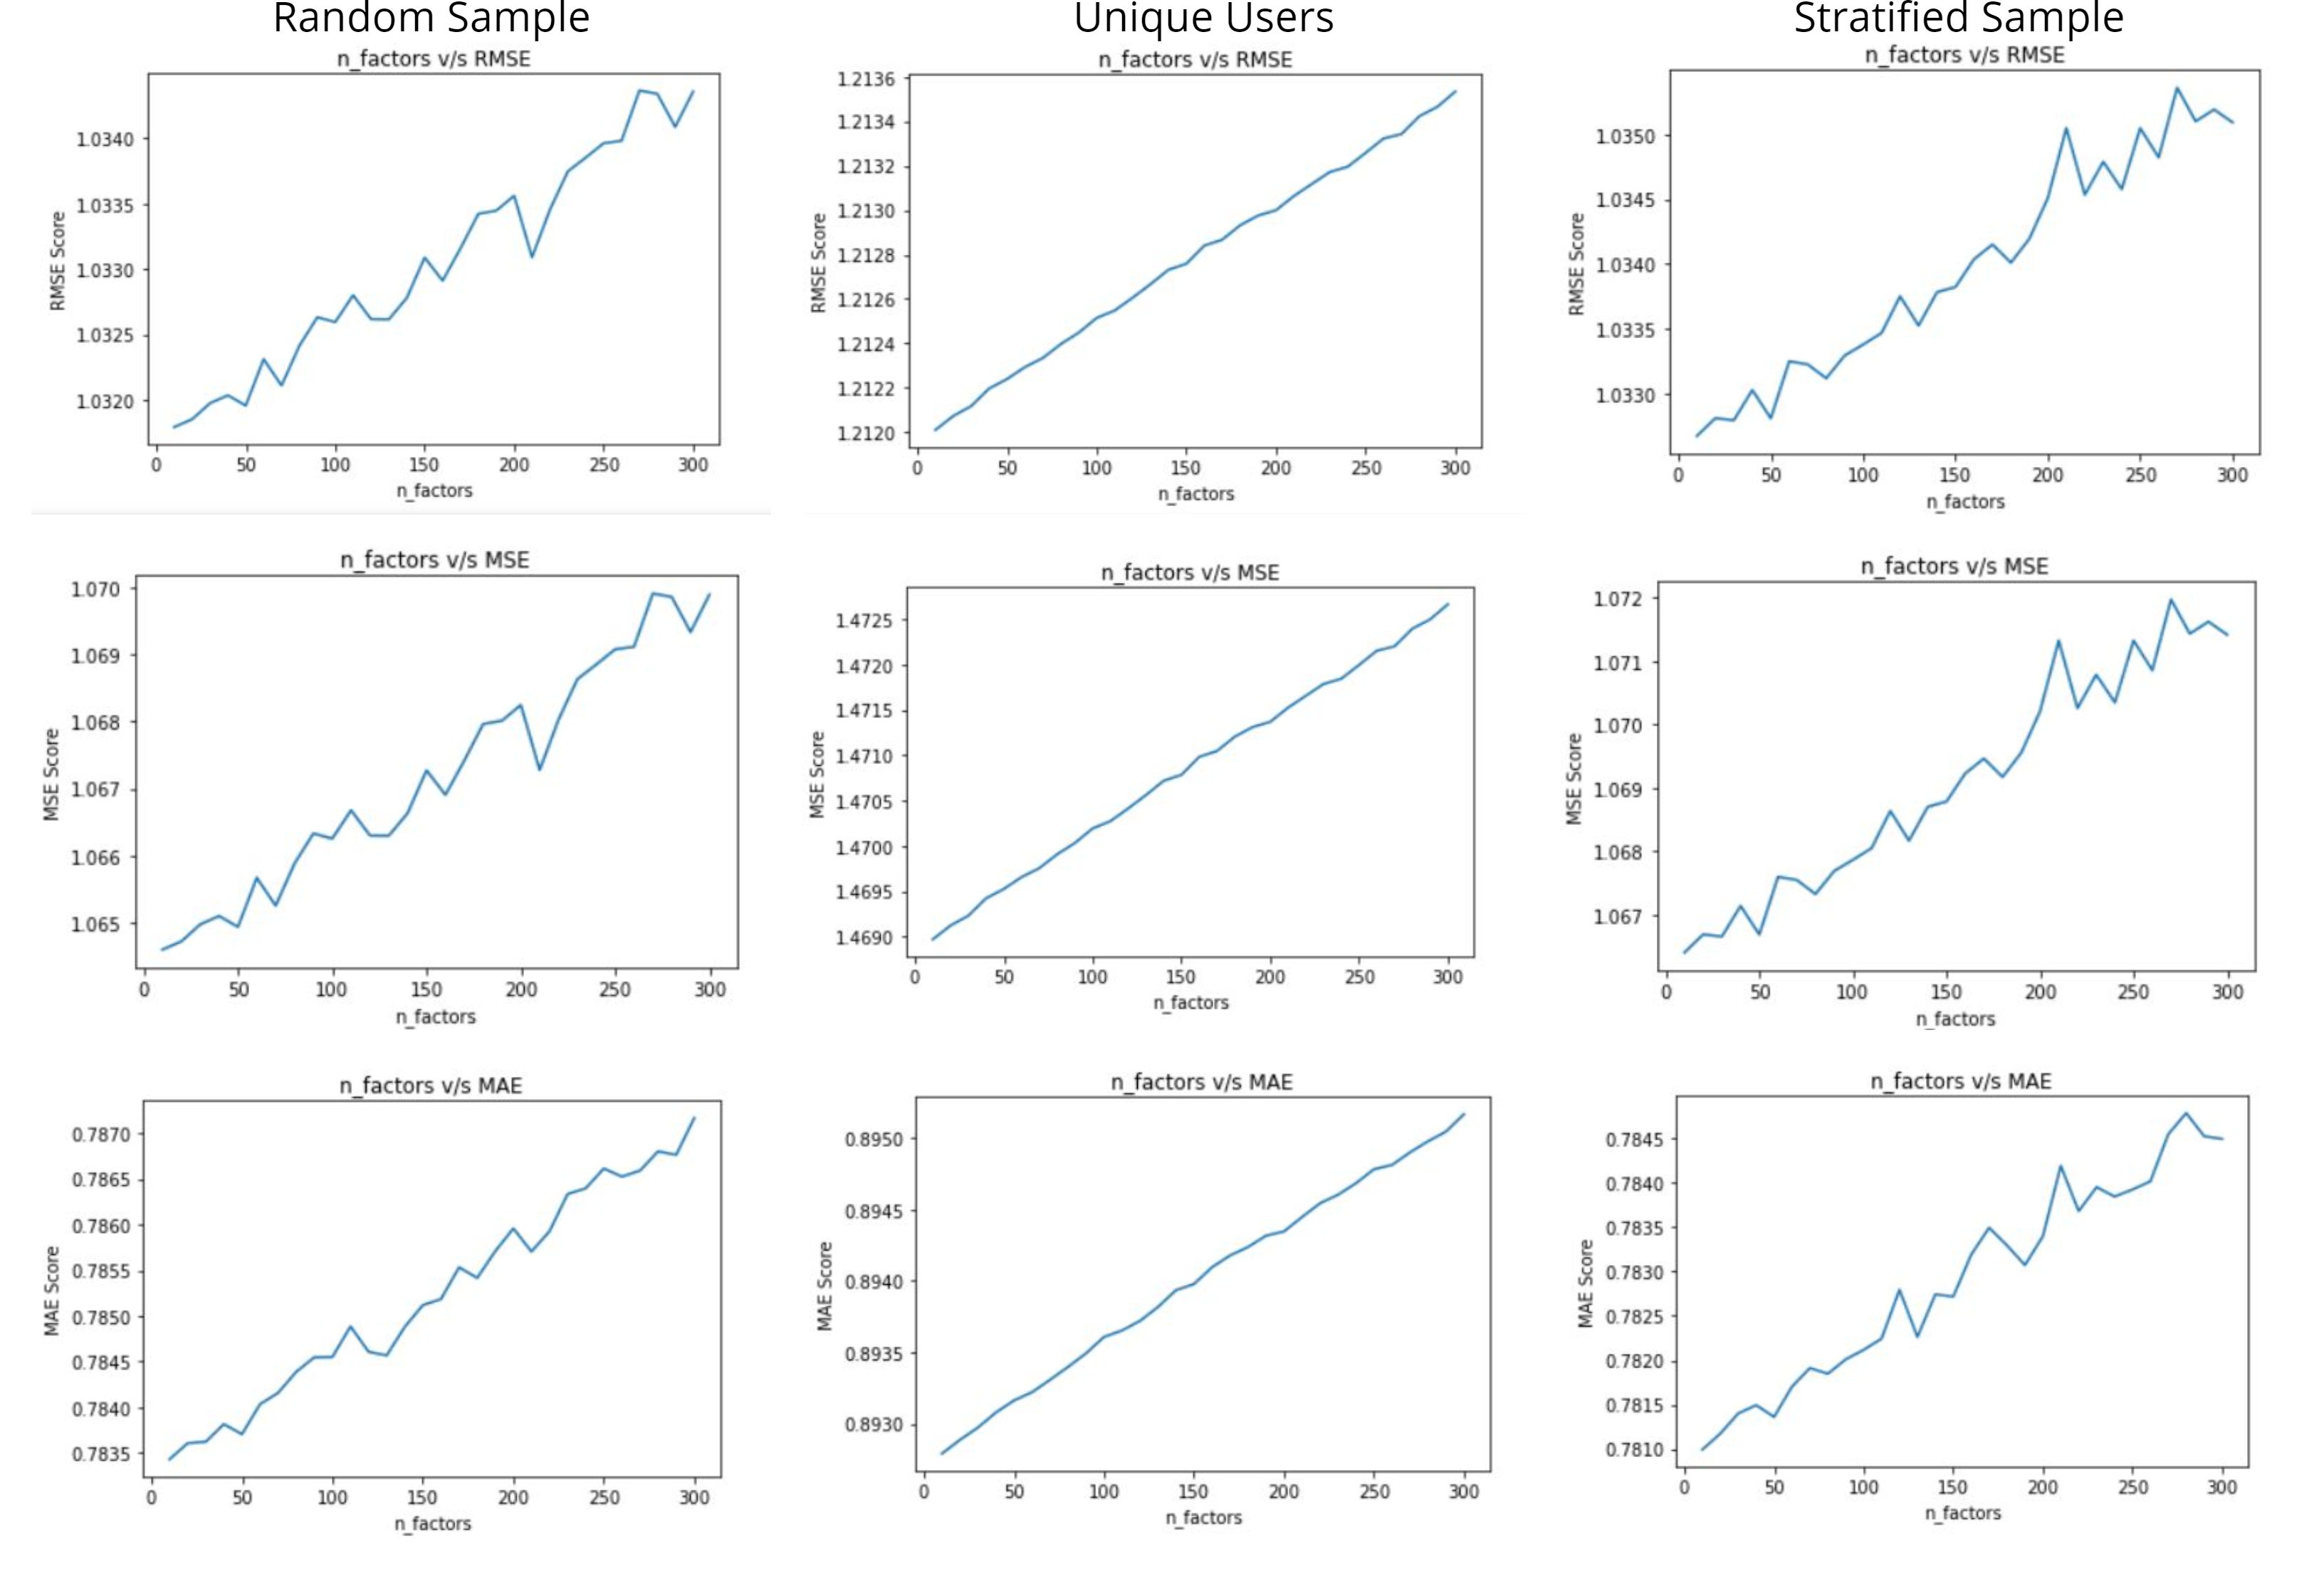 Random Sample
n_factors v/s RMSE
RMSE Score
1.0340
1.0335
1.0330
1.0325
1.0320
0 50 100 150 200 250 300
n_factors
Unique Users
n_factors v/s RMSE
RMSE Score
1.2136
1.2134
1.2132
1.2130
1.2128
1.2126
1.2124
1.2122
1.2120
0 50 100 150 200 250 300
n_factors
Stratified Sample
n_factors v/s RMSE
RMSE Score
1.0350
1.0345
1.0340
1.0335
1.0330
0 50 100 150 200 250 300
n_factors
n_factors v/s MSE
MSE Score
1.070
1.069
1.068
1.067
1.066
1.065
0 50 100 150 200 250 300
n_factors
n_factors v/s MSE
MSE Score
1.4725
1.4720
1.4715
1.4710
1.4705
1.4700
1.4695
1.4690
0 50 100 150 200 250 300
n_factors
n_factors v/s MSE
MSE Score
1.072
1.071
1.070
1.069
1.068
1.067
0 50 100 150 200 250 300
n_factors
n_factors v/s MAE
MAE Score
0.7870
0.7865
0.7860
0.7855
0.7850
0.7845
0.7840
0.7835
0 50 100 150 200 250 300
n_factors
n_factors v/s MAE
MAE Score
0.8950
0.8945
0.8940
0.8935
0.8930
0 50 100 150 200 250 300
n_factors
n_factors v/s MAE
MAE Score
0.7845
0.7840
0.7835
0.7830
0.7825
0.7820
0.7815
0.7810
0 50 100 150 200 250 300
n_factors